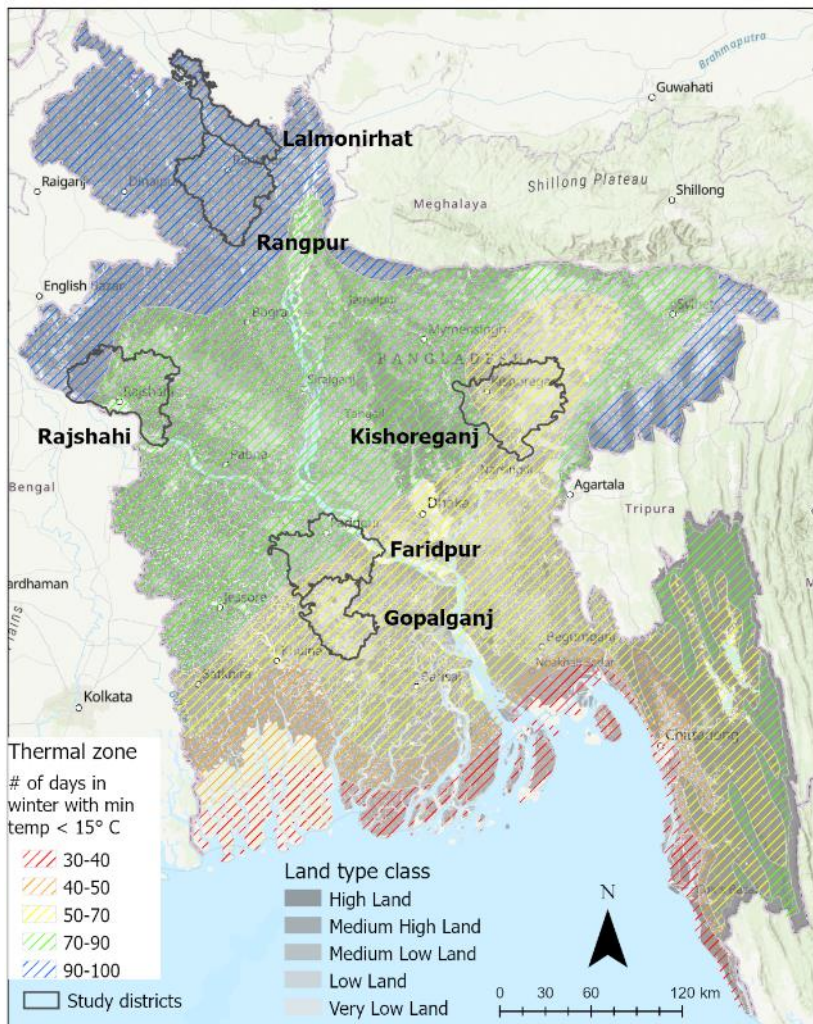 Brahmaputra
Guwahati
Lalmonirhat
Shillong Plateau
Raiganj
Dinajpur
Shillong
Meghalaya
Rangpur
English Bazar
Jamalpur
Bogra
Sylhet
Mymensingh
BANGLADESH
Rajshahi
Sirajganj
Kishoreganj
Tangail
Rajshahi
Kishoreganj
Pabna
Narsingdi
Bengal
Agartala
Dhaka
Tripura
Faridpur
Faridpur
ardhaman
Jessore
Gopalganj
Plains
Begumganj
Khulna
Satkhira
Barisal
Kolkata
Chittagong
Thermal zone
# of days in
winter with min
temp < 15° C
30-40
40-50
50-70
70-90
90-100
Study districts
Land type class
High Land
Medium High Land
Medium Low Land
Low Land
Very Low Land
N
0 30 60 120 km